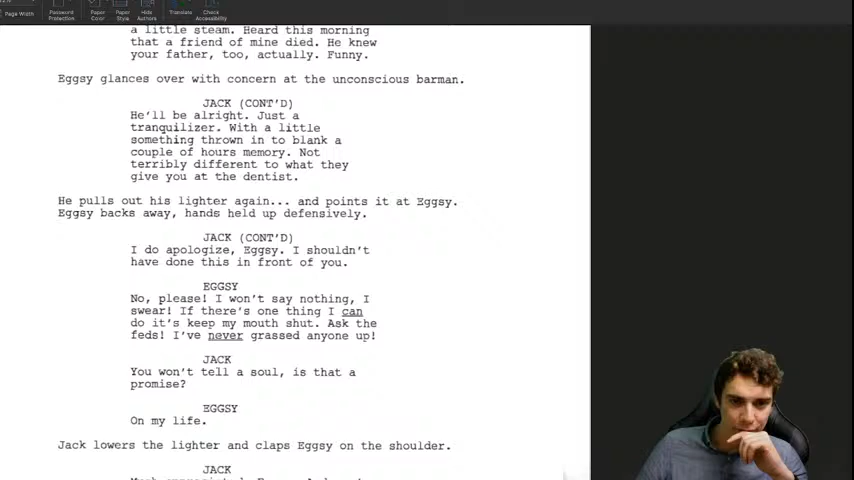 Page Width
Password
Protection
Paper
Color
Paper
Style
Hide
Authors
Translate
Check
Accessibility
a little steam. Heard this morning
that a friend of mine died. He knew
your father, too, actually. Funny.
Eggsy glances over with concern at the unconscious barman.
JACK (CONT'D)
He'll be alright. Just a
tranquilizer. With a little
something thrown in to blank a
couple of hours memory. Not
terribly different to what they
give you at the dentist.
He pulls out his lighter again... and points it at Eggsy.
Eggsy backs away, hands held up defensively.
JACK (CONT'D)
I do apologize, Eggsy. I shouldn't
have done this in front of you.
EGGSY
No, please! I won't say nothing, I
swear! If there's one thing I can
do it's keep my mouth shut. Ask the
feds! I've never grassed anyone up!
JACK
You won't tell a soul, is that a
promise?
EGGSY
On my life.
Jack lowers the lighter and claps Eggsy on the shoulder.
JACK